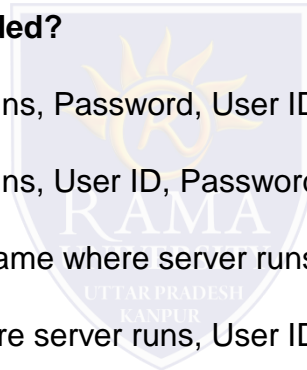 led?
ns, Password, User ID
ns, User ID, Password
ame where server runs
RAMA
UNIVERSITY
UTTAR PRADESH
KANPUR
re server runs, User ID